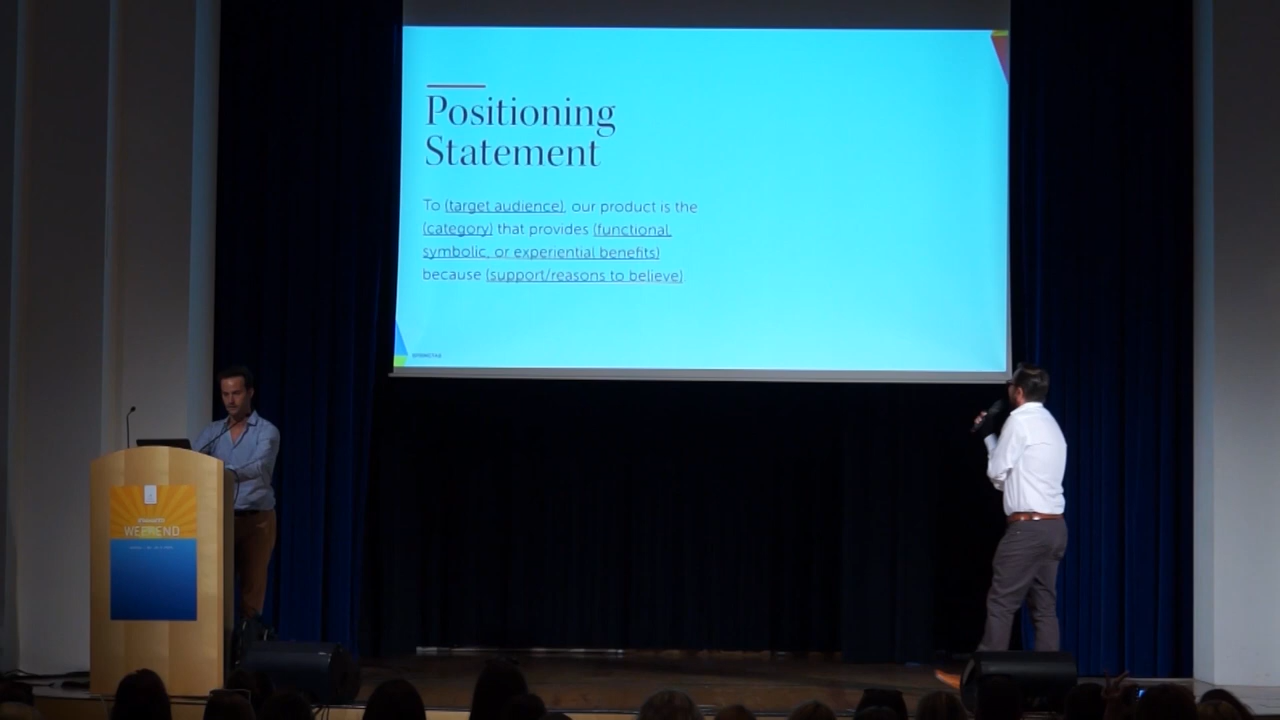 Positioning
Statement
To (target audience), our product is the
(category) that provides (functional,
symbolic, or experiential benefits)
because (support/reasons to believe)
WEEKEND